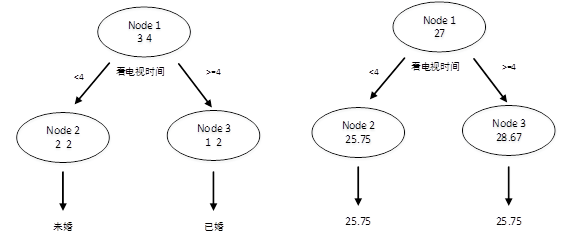 Node 1
3 4
<4
看电视时间
>=4
Node 2
2 2
Node 3
1 2
未婚
已婚
Node 1
27
<4
看电视时间
>=4
Node 2
25.75
Node 3
28.67
25.75
25.75